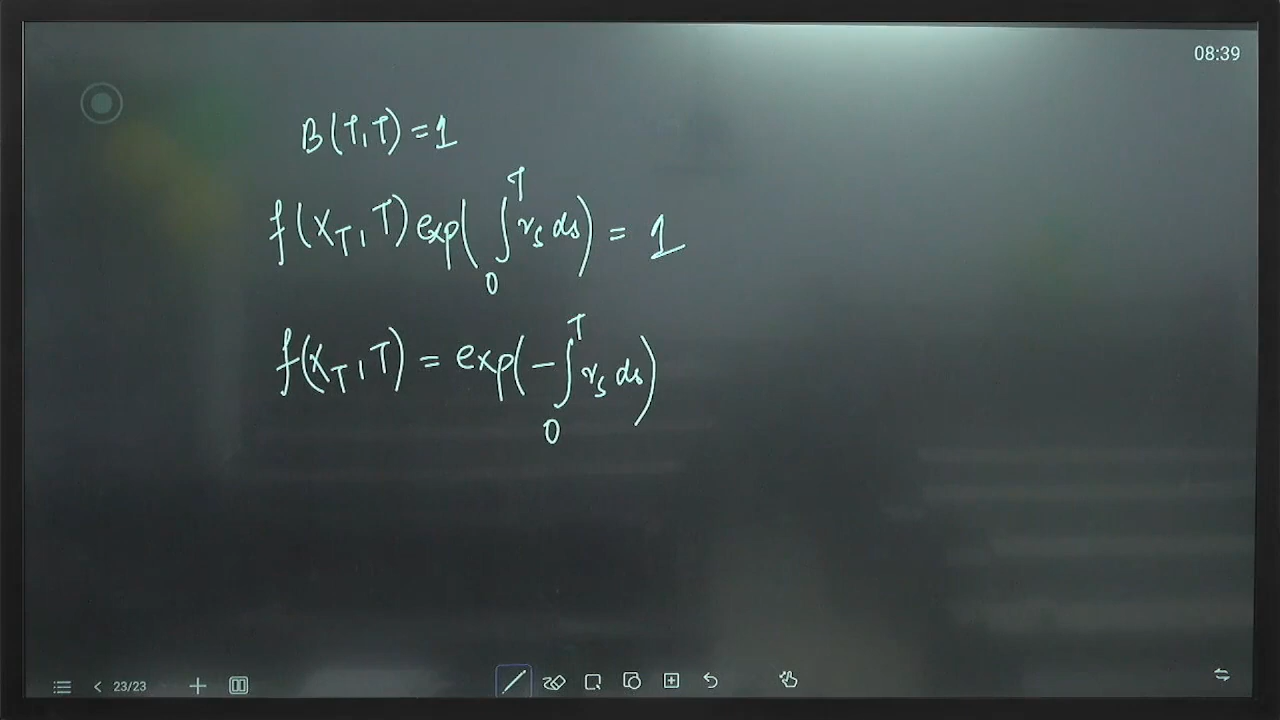 08:39
B(T,T) = 1
f(X_T, T) exp( ∫_0^T r_s ds ) = 1
f(X_T, T) = exp( - ∫_0^T r_s ds )
23/23